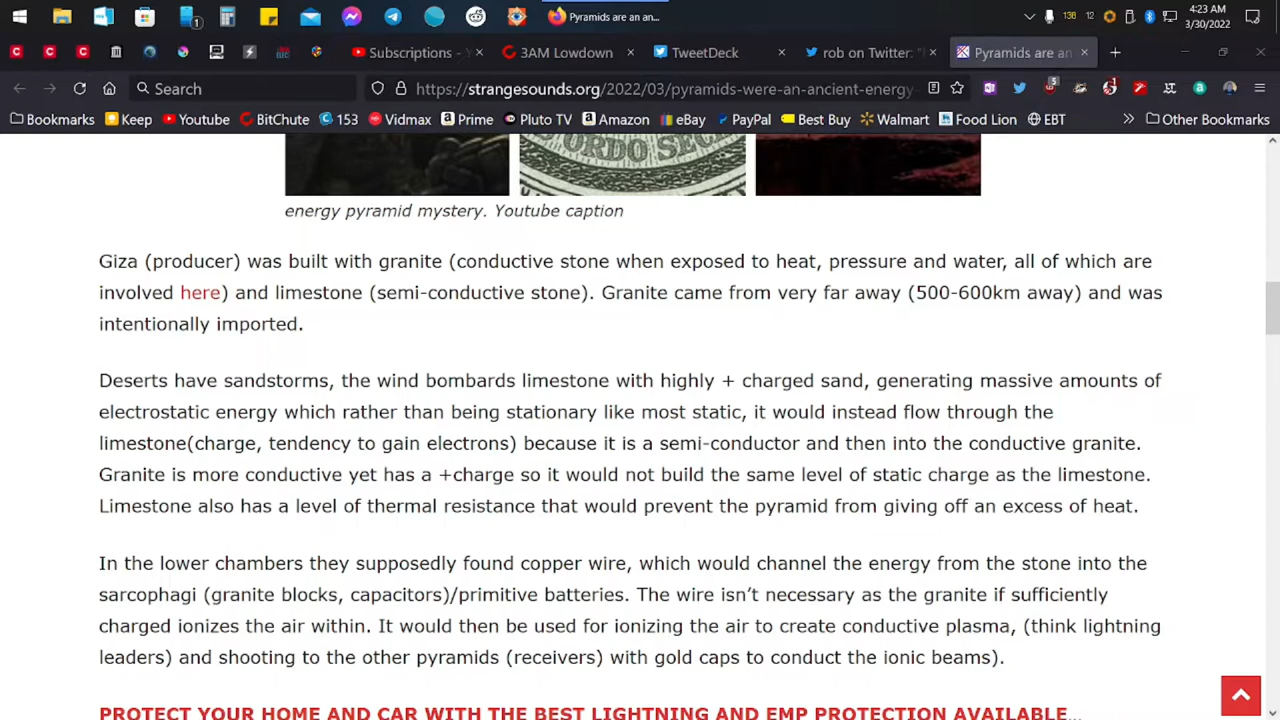 Pyramids are an an...
138
12
4:23 AM
3/30/2022
Subscriptions - Y
3AM Lowdown
TweetDeck
rob on Twitter: "
Pyramids are an
Search
https://strangesounds.org/2022/03/pyramids-were-an-ancient-energy
5
1
Bookmarks
Keep
Youtube
BitChute
153
Vidmax
Prime
Pluto TV
Amazon
eBay
PayPal
Best Buy
Walmart
Food Lion
EBT
Other Bookmarks
ORDO SEC
energy pyramid mystery. Youtube caption
Giza (producer) was built with granite (conductive stone when exposed to heat, pressure and water, all of which are
involved here) and limestone (semi-conductive stone). Granite came from very far away (500-600km away) and was
intentionally imported.
Deserts have sandstorms, the wind bombards limestone with highly + charged sand, generating massive amounts of
electrostatic energy which rather than being stationary like most static, it would instead flow through the
limestone(charge, tendency to gain electrons) because it is a semi-conductor and then into the conductive granite.
Granite is more conductive yet has a +charge so it would not build the same level of static charge as the limestone.
Limestone also has a level of thermal resistance that would prevent the pyramid from giving off an excess of heat.
In the lower chambers they supposedly found copper wire, which would channel the energy from the stone into the
sarcophagi (granite blocks, capacitors)/primitive batteries. The wire isn’t necessary as the granite if sufficiently
charged ionizes the air within. It would then be used for ionizing the air to create conductive plasma, (think lightning
leaders) and shooting to the other pyramids (receivers) with gold caps to conduct the ionic beams).
PROTECT YOUR HOME AND CAR WITH THE BEST LIGHTNING AND EMP PROTECTION AVAILABLE…